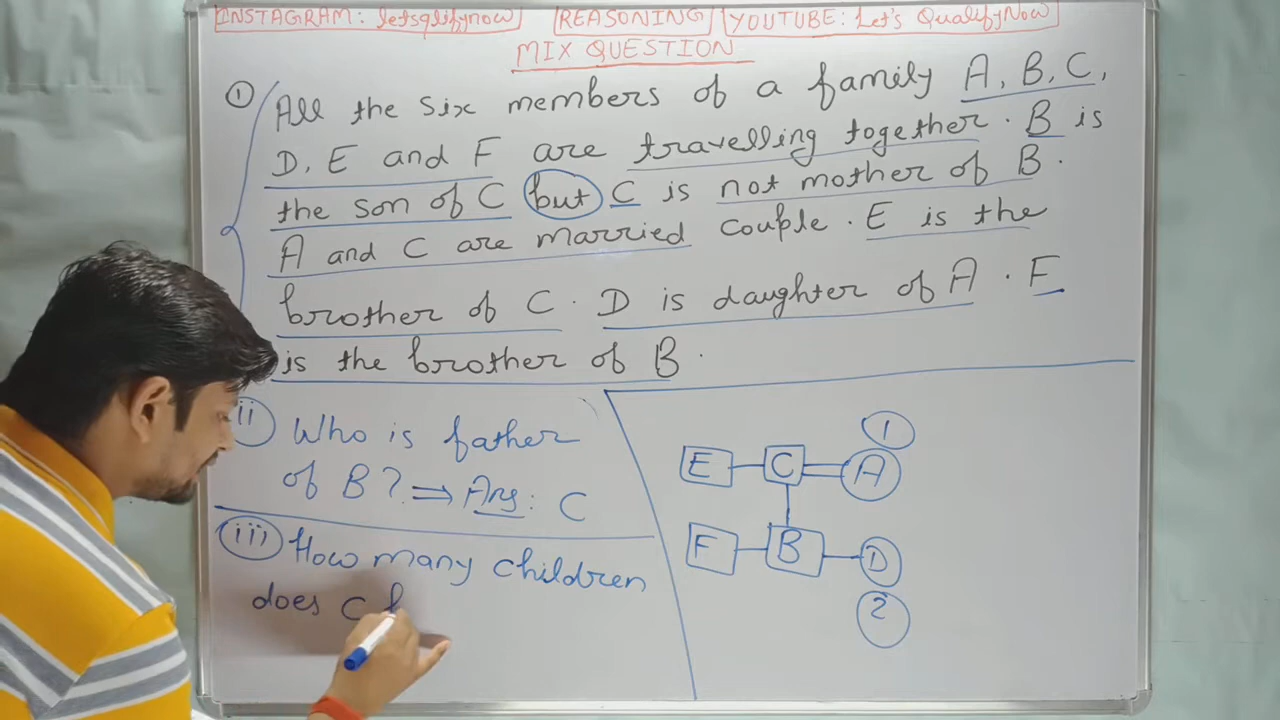 INSTAGRAM: letsqlifynow REASONING YOUTUBE: Let's QualifyNow
MIX QUESTION
① All the six members of a family A, B, C,
D, E and F are travelling together. B is
the son of C but C is not mother of B.
A and C are married couple. E is the
brother of C. D is daughter of A. F
is the brother of B.
ii Who is father
of B? ⇒ Ans: C
iii) How many children
does C
1
E C A
F B D
2